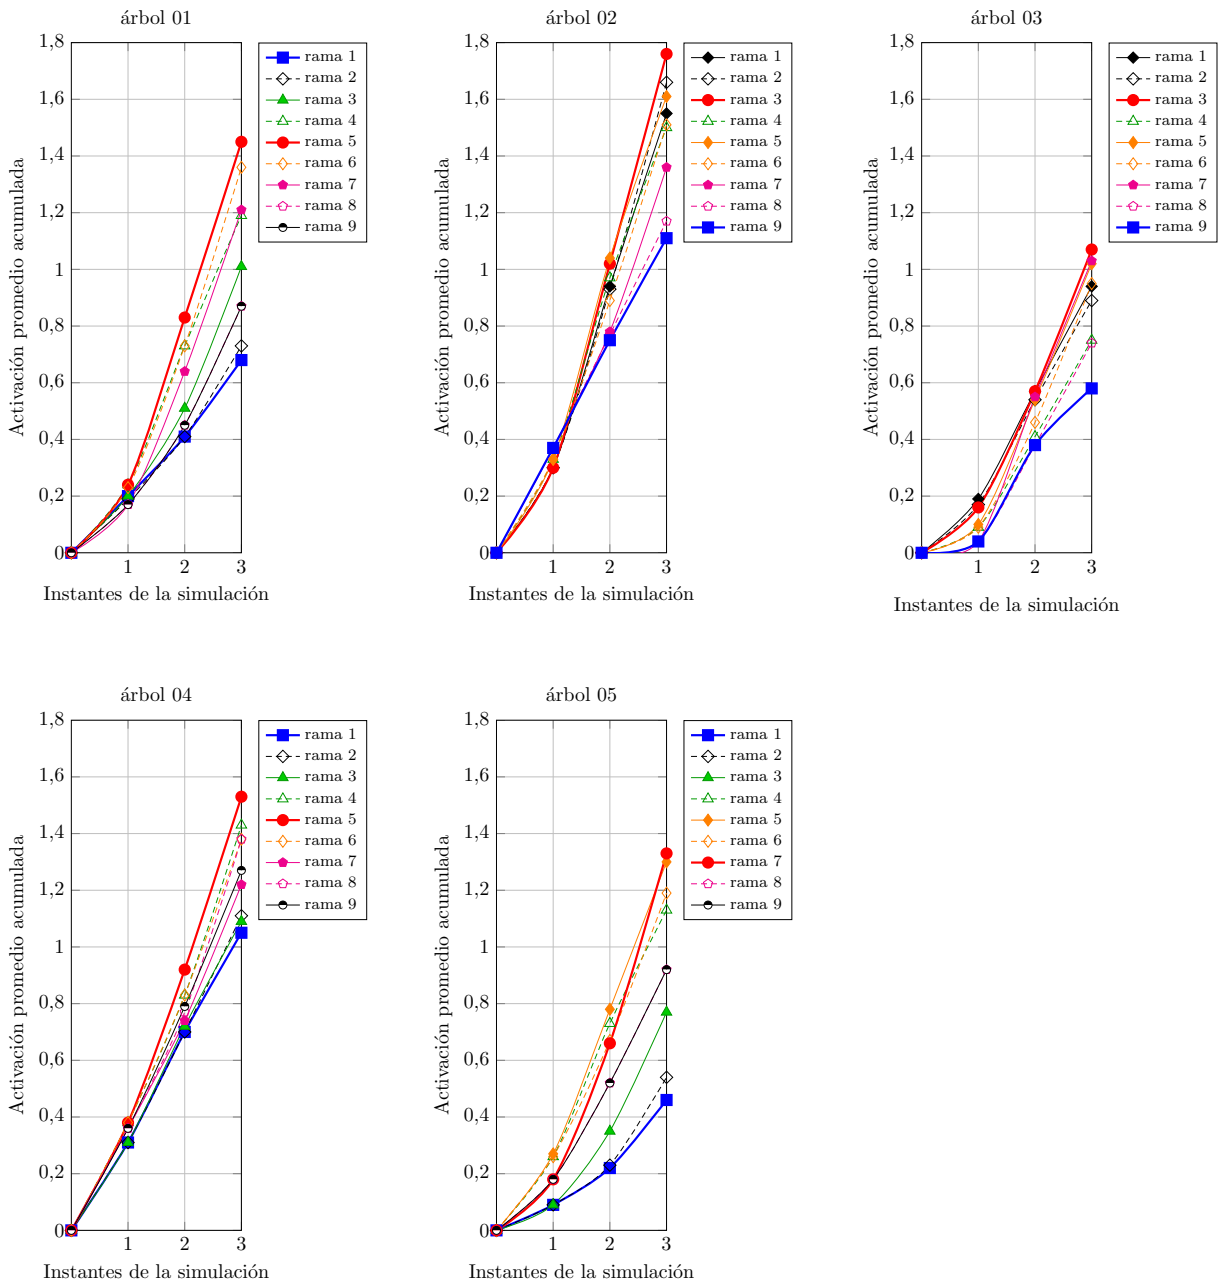 árbol 01
1,8
1,6
1,4
1,2
1
0,8
0,6
0,4
0,2
0
1 2 3
Activación promedio acumulada
Instantes de la simulación
rama 1
rama 2
rama 3
rama 4
rama 5
rama 6
rama 7
rama 8
rama 9
árbol 02
1,8
1,6
1,4
1,2
1
0,8
0,6
0,4
0,2
0
1 2 3
Activación promedio acumulada
Instantes de la simulación
rama 1
rama 2
rama 3
rama 4
rama 5
rama 6
rama 7
rama 8
rama 9
árbol 03
1,8
1,6
1,4
1,2
1
0,8
0,6
0,4
0,2
0
1 2 3
Activación promedio acumulada
Instantes de la simulación
rama 1
rama 2
rama 3
rama 4
rama 5
rama 6
rama 7
rama 8
rama 9
árbol 04
1,8
1,6
1,4
1,2
1
0,8
0,6
0,4
0,2
0
1 2 3
Activación promedio acumulada
Instantes de la simulación
rama 1
rama 2
rama 3
rama 4
rama 5
rama 6
rama 7
rama 8
rama 9
árbol 05
1,8
1,6
1,4
1,2
1
0,8
0,6
0,4
0,2
0
1 2 3
Activación promedio acumulada
Instantes de la simulación
rama 1
rama 2
rama 3
rama 4
rama 5
rama 6
rama 7
rama 8
rama 9